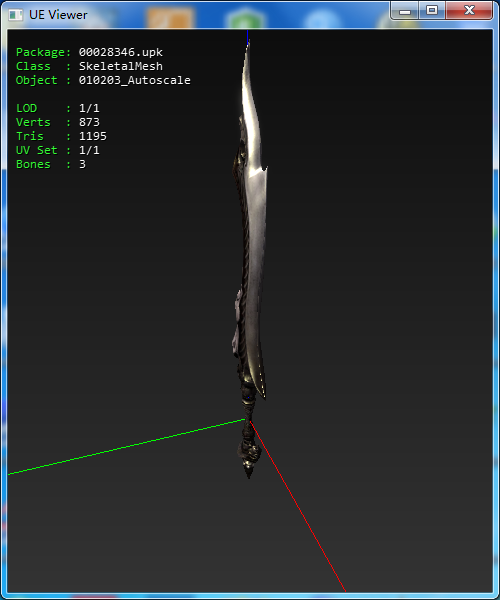 UE Viewer
Package: 00028346.upk
Class : SkeletalMesh
Object : 010203_Autoscale
LOD : 1/1
Verts : 873
Tris : 1195
UV Set : 1/1
Bones : 3